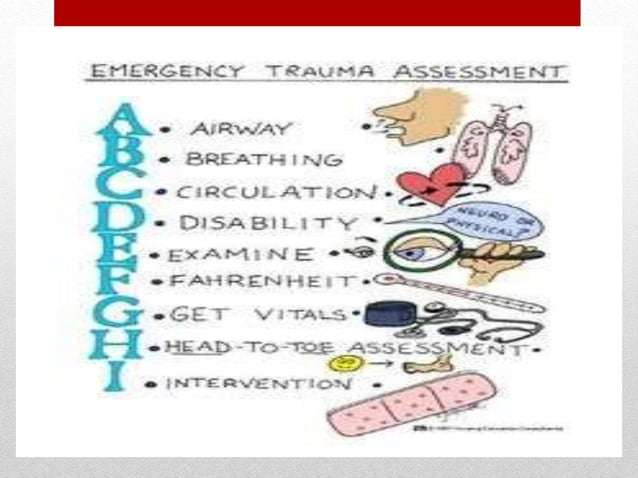 EMERGENCY TRAUMA ASSESSMENT
A • AIRWAY
B • BREATHING
C • CIRCULATION
D • DISABILITY
NEURO OR
PHYSICAL?
E • EXAMINE
F • FAHRENHEIT
G • GET VITALS
H • HEAD-TO-TOE ASSESSMENT
I • INTERVENTION